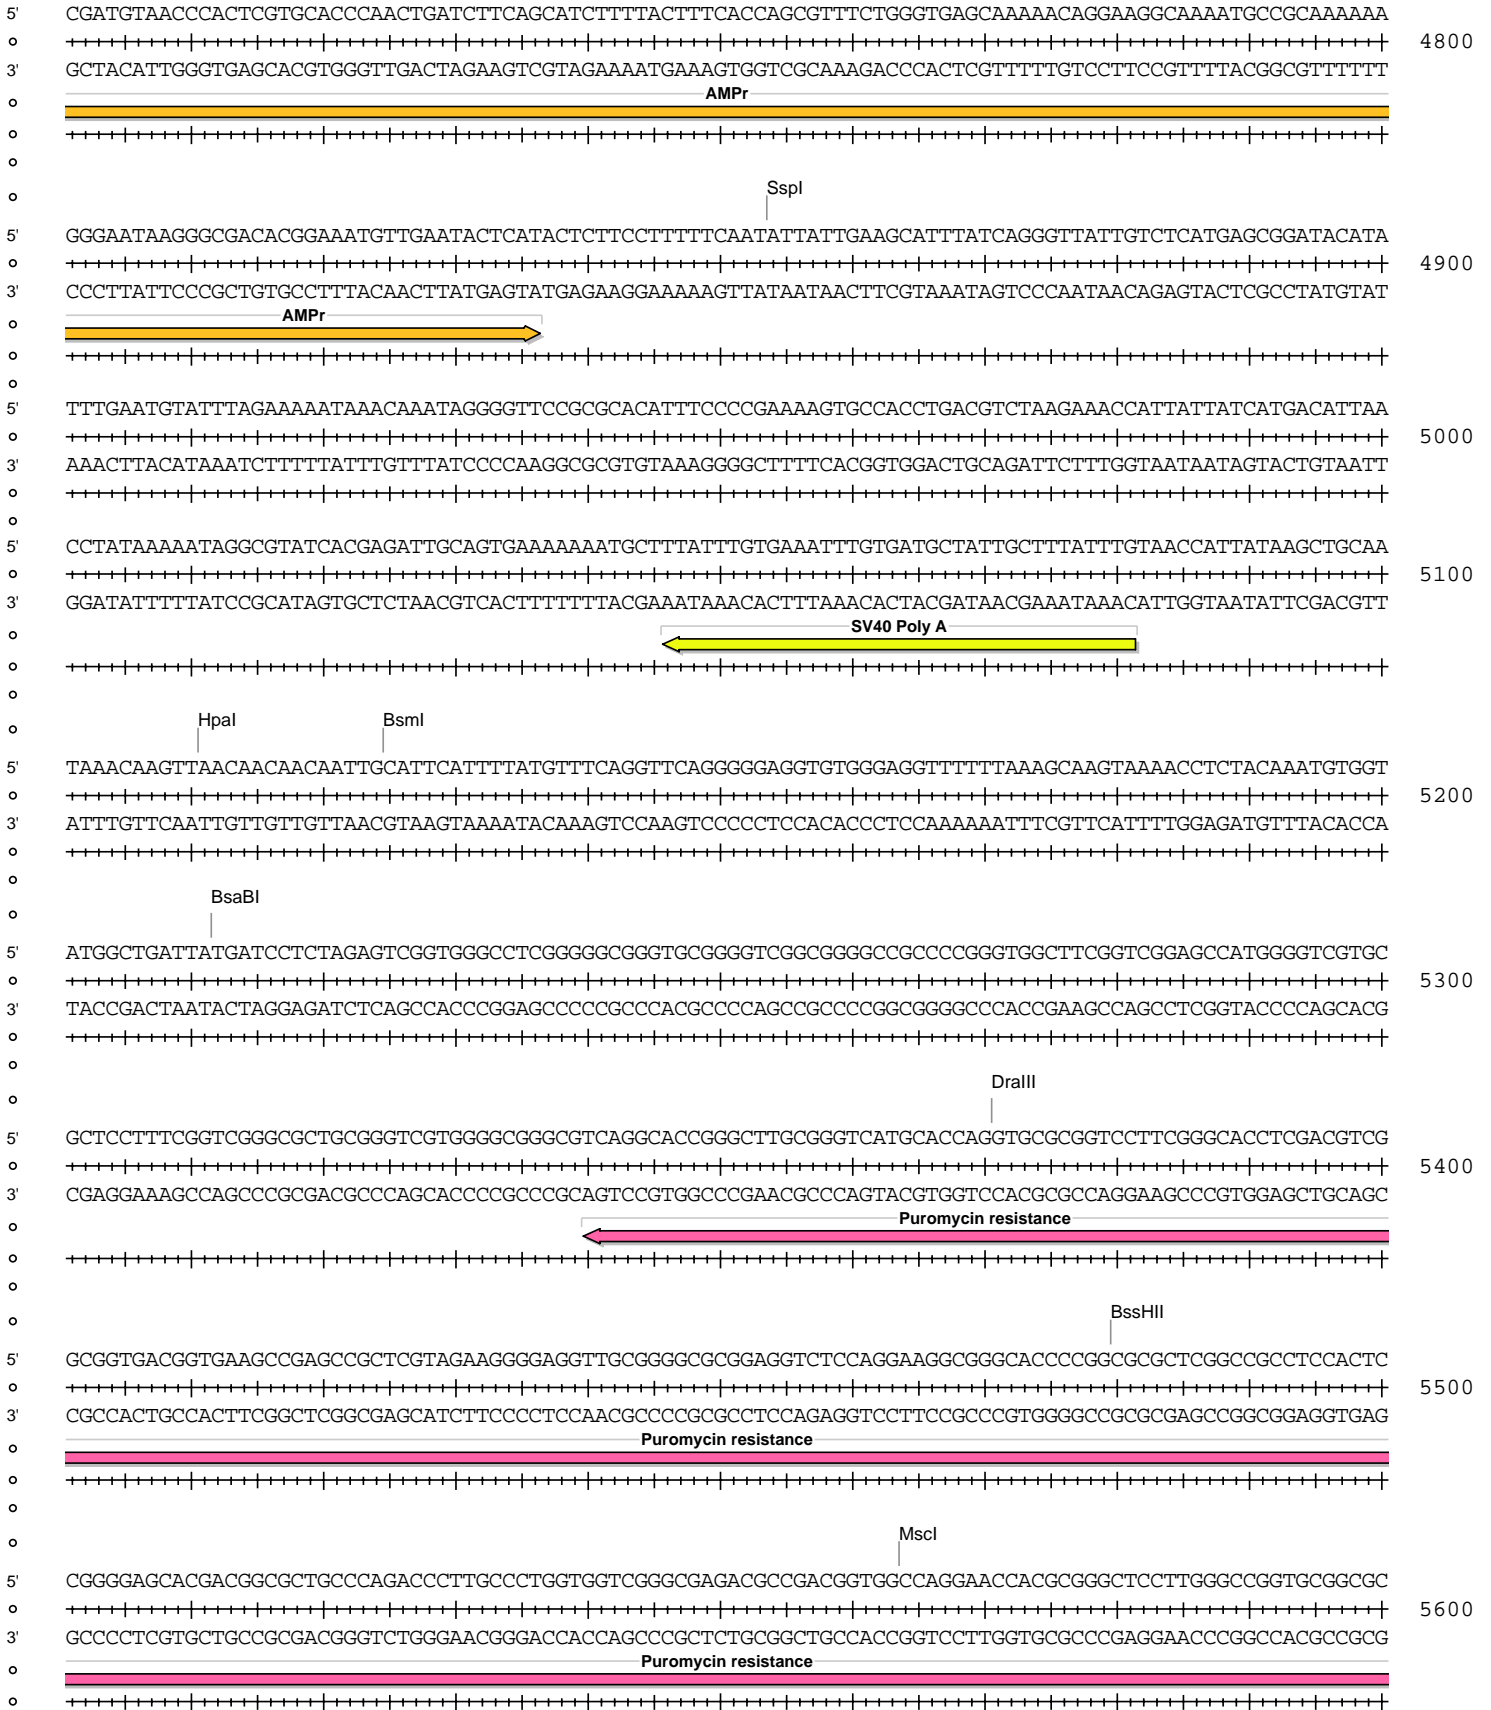 5' CGATGTAACCCACTCGTGCACCCAACTGATCTTCAGCATCTTTTACTTTCACCAGCGTTTCTGGGTGAGCAAAAACAGGAAGGCAAAATGCCGCAAAAAA
4800
3' GCTACATTGGGTGAGCACGTGGGTTGACTAGAAGTCGTAGAAAATGAAAGTGGTCGCAAAGACCCACTCGTTTTTGTCCTTCCGTTTTACGGCGTTTTTT
AMPr
SspI
5' GGGAATAAGGGCGACACGGAAATGTTGAATACTCATACTCTTCCTTTTTCAATATTATTGAAGCATTTATCAGGGTTATTGTCTCATGAGCGGATACATA
4900
3' CCCTTATTCCCGCTGTGCCTTTACAACTTATGAGTATGAGAAGGAAAAAGTTATAATAACTTCGTAAATAGTCCCAATAACAGAGTACTCGCCTATGTAT
AMPr
5' TTTGAATGTATTTAGAAAAATAAACAAATAGGGGTTCCGCGCACATTTCCCCGAAAAGTGCCACCTGACGTCTAAGAAACCATTATTATCATGACATTAA
5000
3' AAACTTACATAAATCTTTTTATTTGTTTATCCCCAAGGCGCGTGTAAAGGGGCTTTTCACGGTGGACTGCAGATTCTTTGGTAATAATAGTACTGTAATT
5' CCTATAAAAATAGGCGTATCACGAGATTGCAGTGAAAAAAATGCTTTATTTGTGAAATTTGTGATGCTATTGCTTTATTTGTAACCATTATAAGCTGCAA
5100
3' GGATATTTTTATCCGCATAGTGCTCTAACGTCACTTTTTTTACGAAATAAACACTTTAAACACTACGATAACGAAATAAACATTGGTAATATTCGACGTT
SV40 Poly A
HpaI BsmI
5' TAAACAAGTTAACAACAACAATTGCATTCATTTTATGTTTCAGGTTCAGGGGGAGGTGTGGGAGGTTTTTTAAAGCAAGTAAAACCTCTACAAATGTGGT
5200
3' ATTTGTTCAATTGTTGTTGTTAACGTAAGTAAAATACAAAGTCCAAGTCCCCCTCCACACCCTCCAAAAAATTTCGTTCATTTTGGAGATGTTTACACCA
BsaBI
5' ATGGCTGATTATGATCCTCTAGAGTCGGTGGGCCTCGGGGGCGGGTGCGGGGTCGGCGGGGCCGCCCCGGGTGGCTTCGGTCGGAGCCATGGGGTCGTGC
5300
3' TACCGACTAATACTAGGAGATCTCAGCCACCCGGAGCCCCCGCCCACGCCCCAGCCGCCCCGGCGGGGCCCACCGAAGCCAGCCTCGGTACCCCAGCACG
DraIII
5' GCTCCTTTCGGTCGGGCGCTGCGGGTCGTGGGGCGGGCGTCAGGCACCGGGCTTGCGGGTCATGCACCAGGTGCGCGGTCCTTCGGGCACCTCGACGTCG
5400
3' CGAGGAAAGCCAGCCCGCGACGCCCAGCACCCCGCCCGCAGTCCGTGGCCCGAACGCCCAGTACGTGGTCCACGCGCCAGGAAGCCCGTGGAGCTGCAGC
Puromycin resistance
BssHII
5' GCGGTGACGGTGAAGCCGAGCCGCTCGTAGAAGGGGAGGTTGCGGGGCGCGGAGGTCTCCAGGAAGGCGGGCACCCCGGCGCGCTCGGCCGCCTCCACTC
5500
3' CGCCACTGCCACTTCGGCTCGGCGAGCATCTTCCCCTCCAACGCCCCGCGCCTCCAGAGGTCCTTCCGCCCGTGGGGCCGCGCGAGCCGGCGGAGGTGAG
Puromycin resistance
MscI
5' CGGGGAGCACGACGGCGCTGCCCAGACCCTTGCCCTGGTGGTCGGGCGAGACGCCGACGGTGGCCAGGAACCACGCGGGCTCCTTGGGCCGGTGCGGCGC
5600
3' GCCCCTCGTGCTGCCGCGACGGGTCTGGGAACGGGACCACCAGCCCGCTCTGCGGCTGCCACCGGTCCTTGGTGCGCCCGAGGAACCCGGCCACGCCGCG
Puromycin resistance